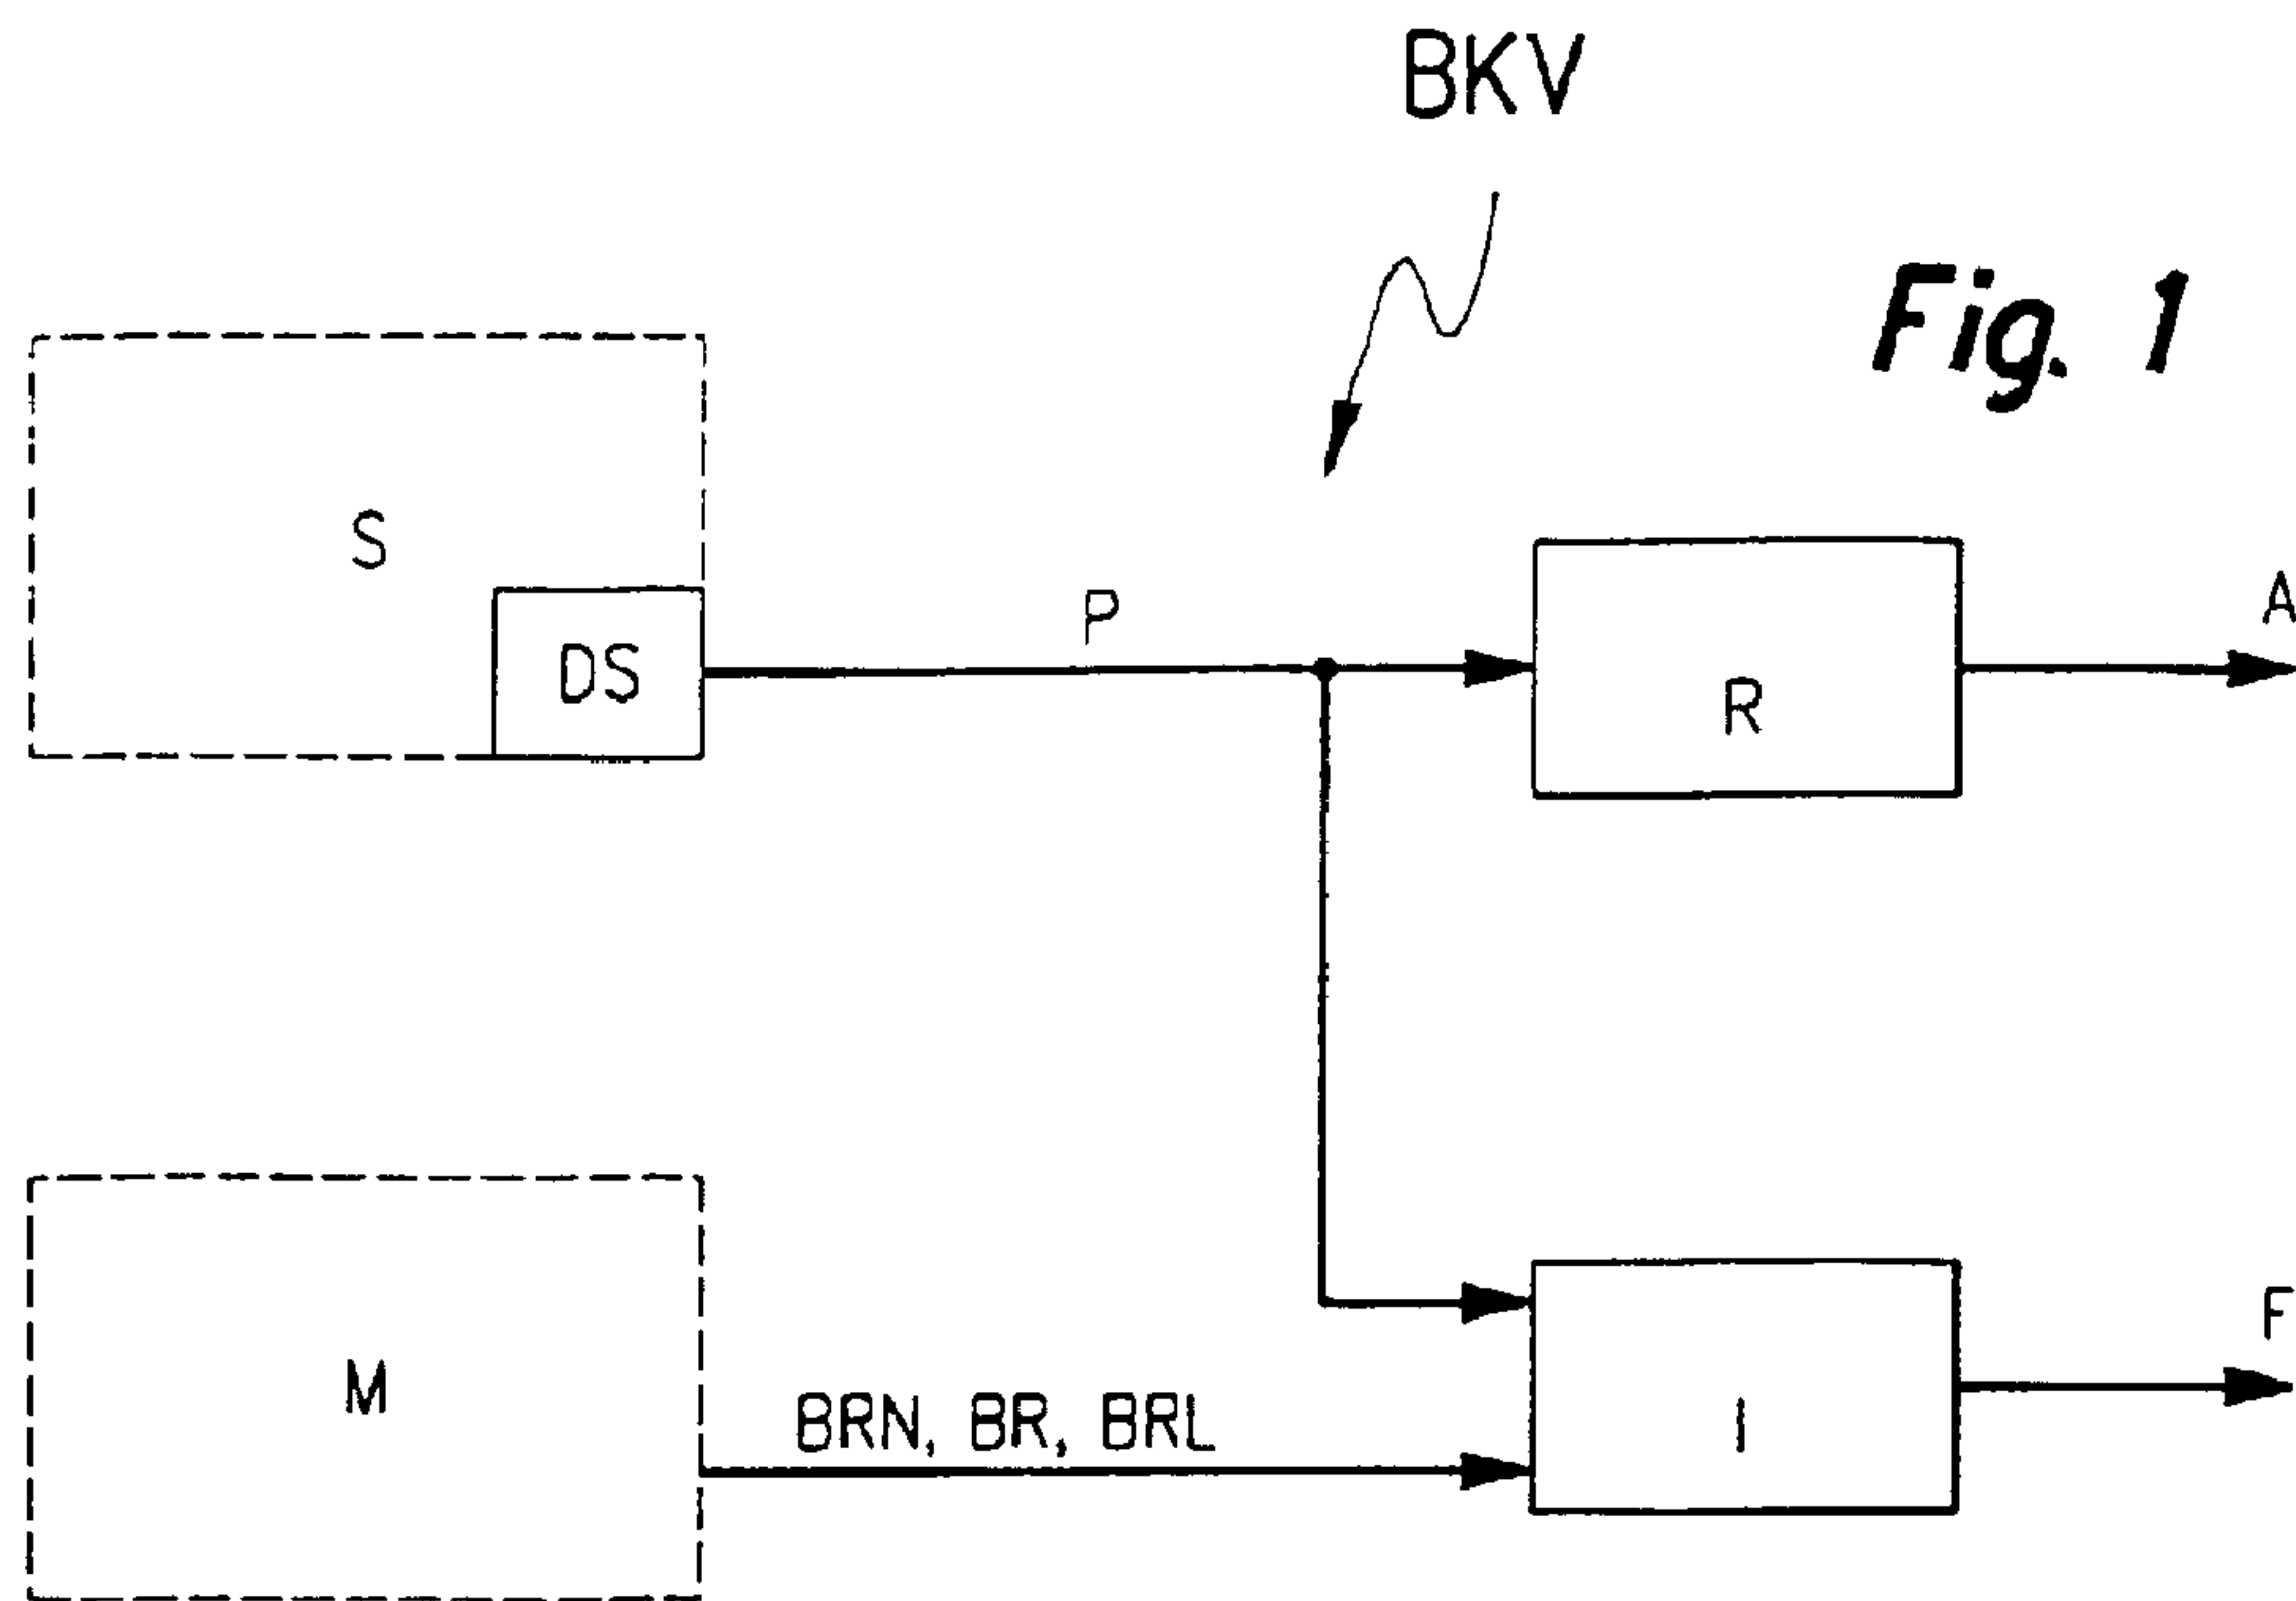 BKV
Fig. 1
S
DS
P
R
A
M
BRN, BR, BRL
I
F